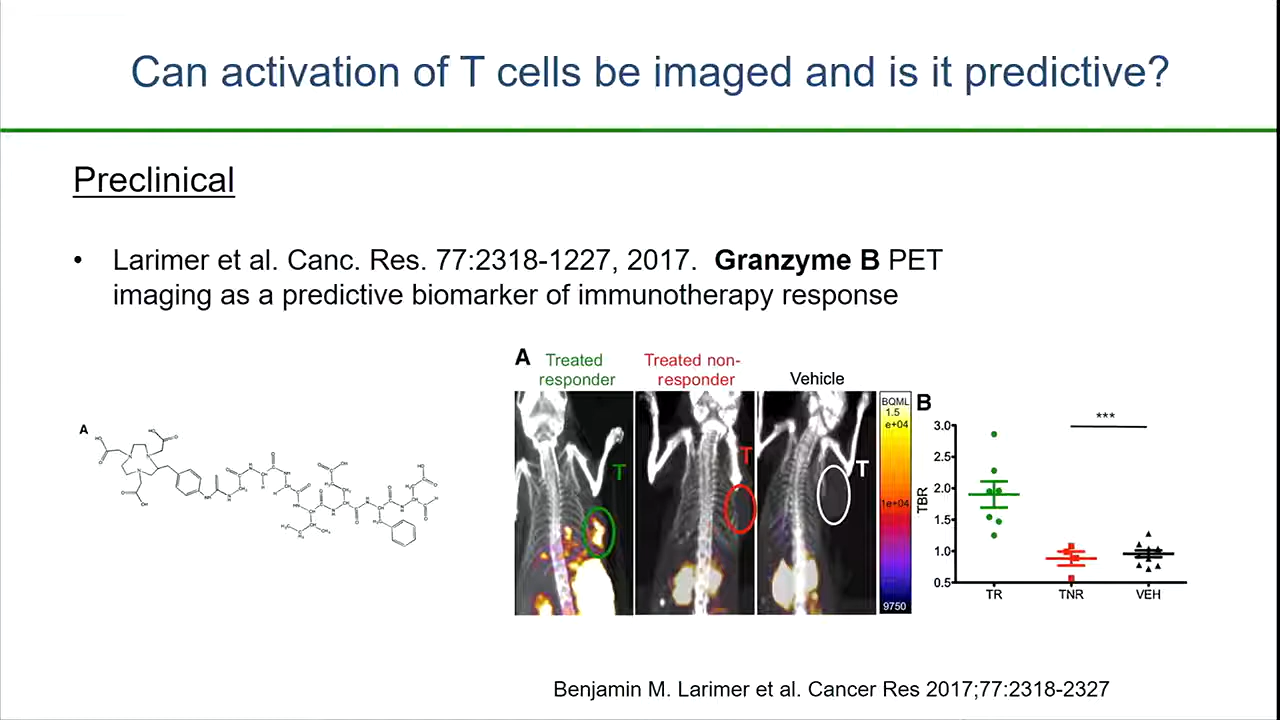 Can activation of T cells be imaged and is it predictive?
Preclinical
• Larimer et al. Canc. Res. 77:2318-1227, 2017. Granzyme B PET
imaging as a predictive biomarker of immunotherapy response
A
A
Treated
responder
Treated non-
responder
Vehicle
T
T
T
BQML
1.5
e+04
1e+04
9750
B
***
TBR
3.0
2.5
2.0
1.5
1.0
0.5
TR
TNR
VEH
Benjamin M. Larimer et al. Cancer Res 2017;77:2318-2327